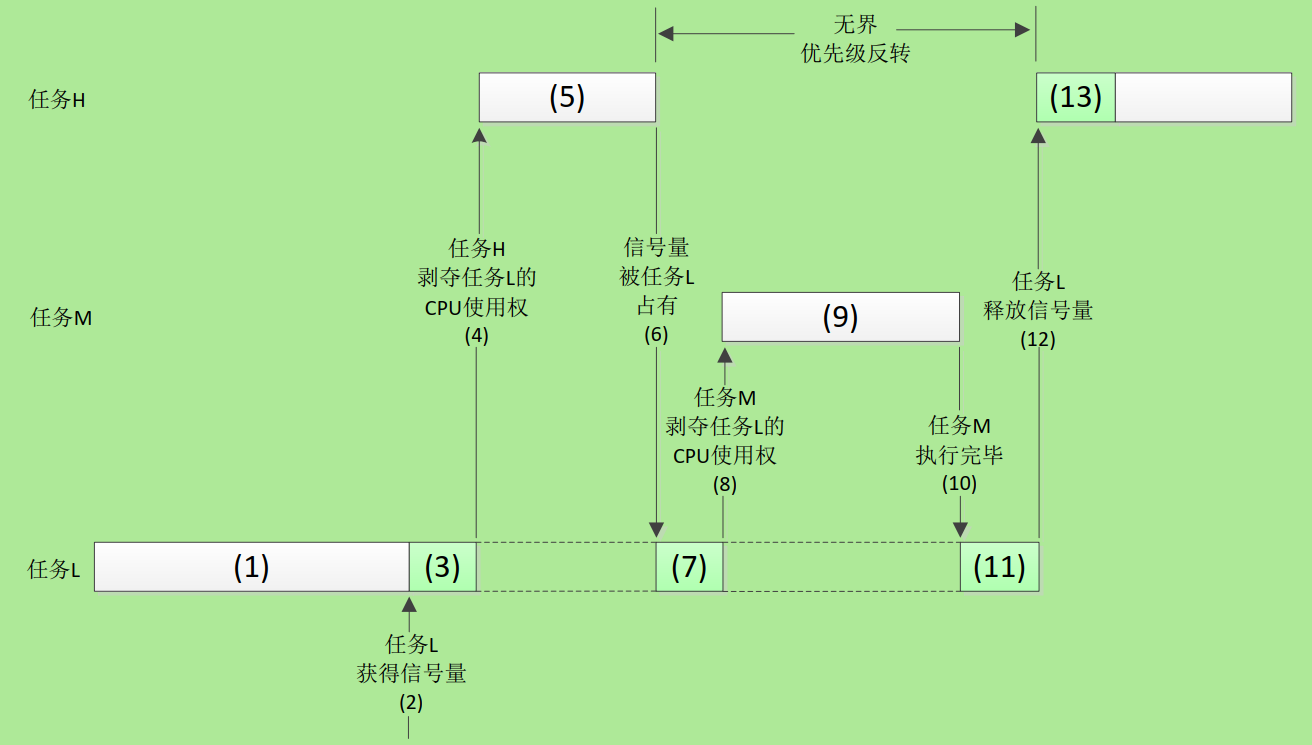 无界
优先级反转
任务H
(5)
(13)
任务H
剥夺任务L的
CPU使用权
(4)
信号量
被任务L
占有
(6)
任务L
释放信号量
(12)
任务M
(9)
任务M
剥夺任务L的
CPU使用权
(8)
任务M
执行完毕
(10)
任务L
(1)
(3)
(7)
(11)
任务L
获得信号量
(2)